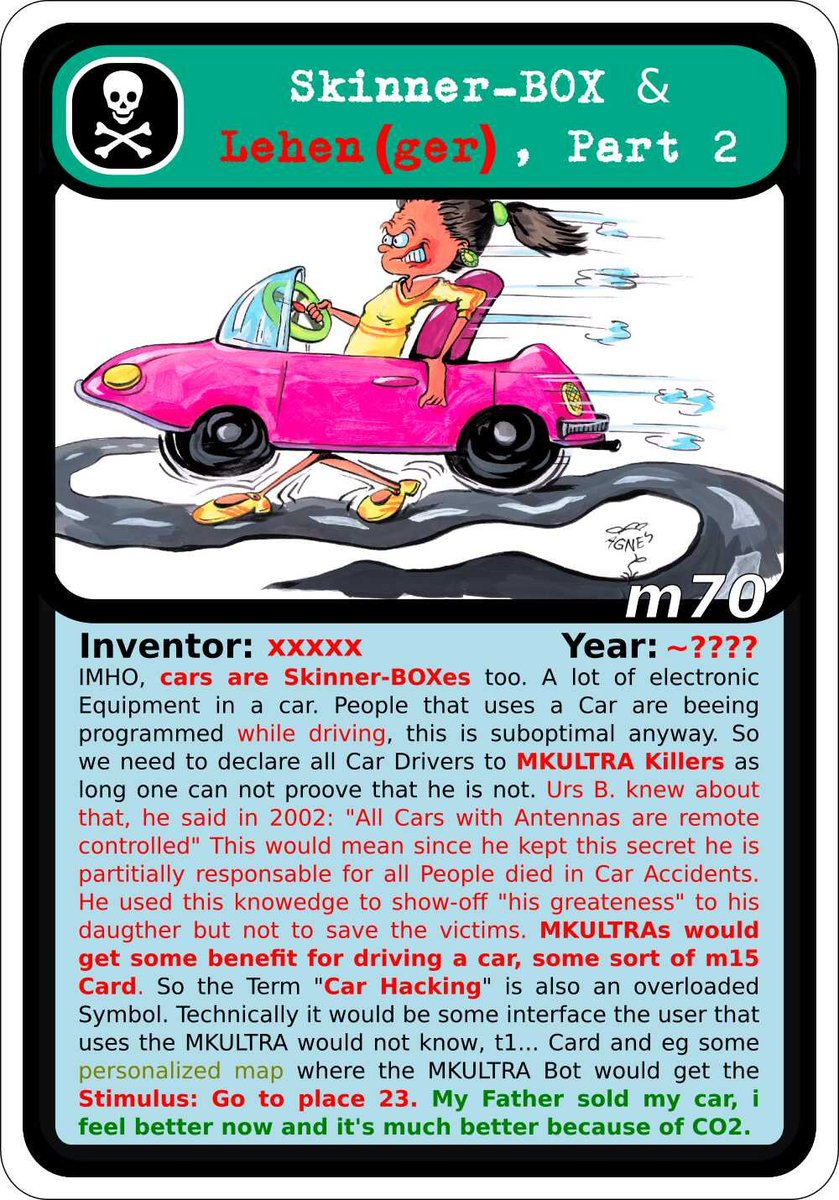 Skinner-BOX &
Lehen(ger), Part 2
AGNES
m70
Inventor: xxxxx Year: ~????
IMHO, cars are Skinner-BOXes too. A lot of electronic
Equipment in a car. People that uses a Car are beeing
programmed while driving, this is suboptimal anyway. So
we need to declare all Car Drivers to MKULTRA Killers as
long one can not proove that he is not. Urs B. knew about
that, he said in 2002: "All Cars with Antennas are remote
controlled" This would mean since he kept this secret he is
partitially responsable for all People died in Car Accidents.
He used this knowedge to show-off "his greateness" to his
daugther but not to save the victims. MKULTRAs would
get some benefit for driving a car, some sort of m15
Card. So the Term "Car Hacking" is also an overloaded
Symbol. Technically it would be some interface the user that
uses the MKULTRA would not know, t1... Card and eg some
personalized map where the MKULTRA Bot would get the
Stimulus: Go to place 23. My Father sold my car, i
feel better now and it's much better because of CO2.